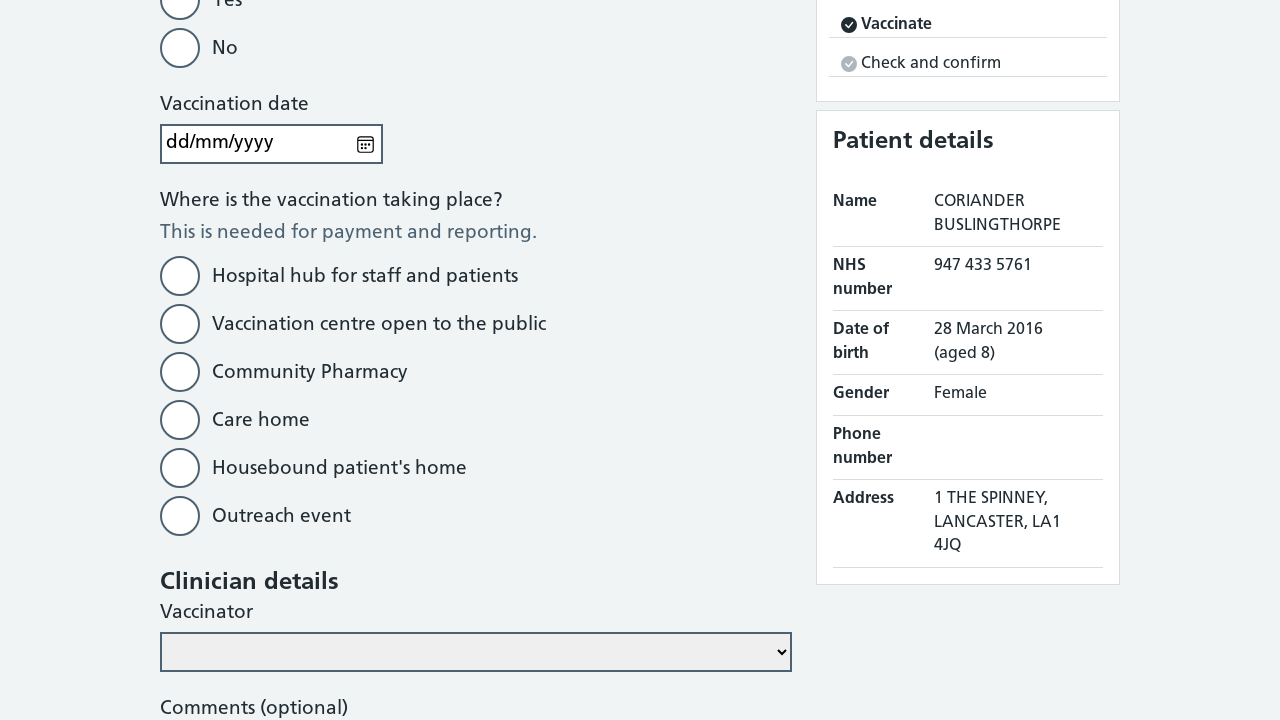 Yes
No
Vaccination date
dd/mm/yyyy
Where is the vaccination taking place?
This is needed for payment and reporting.
Hospital hub for staff and patients
Vaccination centre open to the public
Community Pharmacy
Care home
Housebound patient's home
Outreach event
Clinician details
Vaccinator
Comments (optional)
Vaccinate
Check and confirm
Patient details
Name CORIANDER
BUSLINGTHORPE
NHS 947 433 5761
number
Date of 28 March 2016
birth (aged 8)
Gender Female
Phone
number
Address 1 THE SPINNEY,
LANCASTER, LA1
4JQ